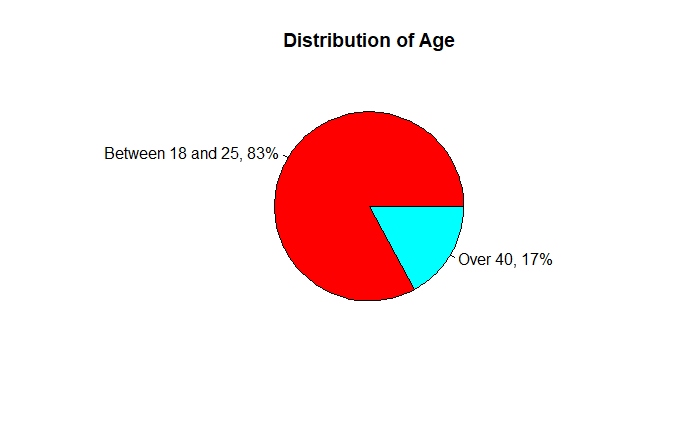 Distribution of Age
Between 18 and 25, 83%
Over 40, 17%